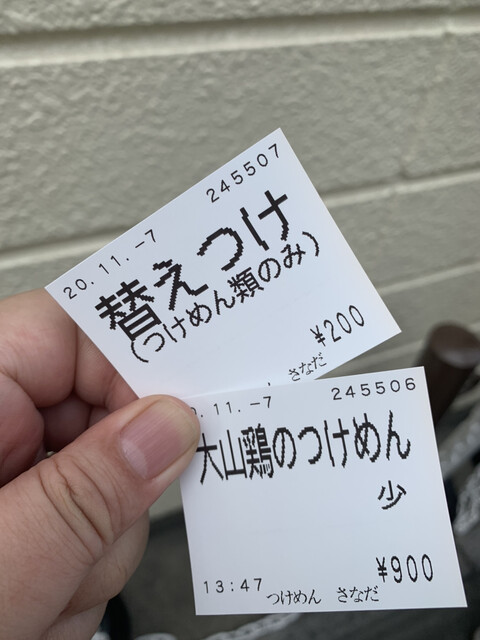 245507
20.11.-7
替えつけ
(つけめん類のみ)
¥200
さなだ
.11.-7
245506
大山鶏のつけめん
少
¥900
13:47
つけめん さなだ